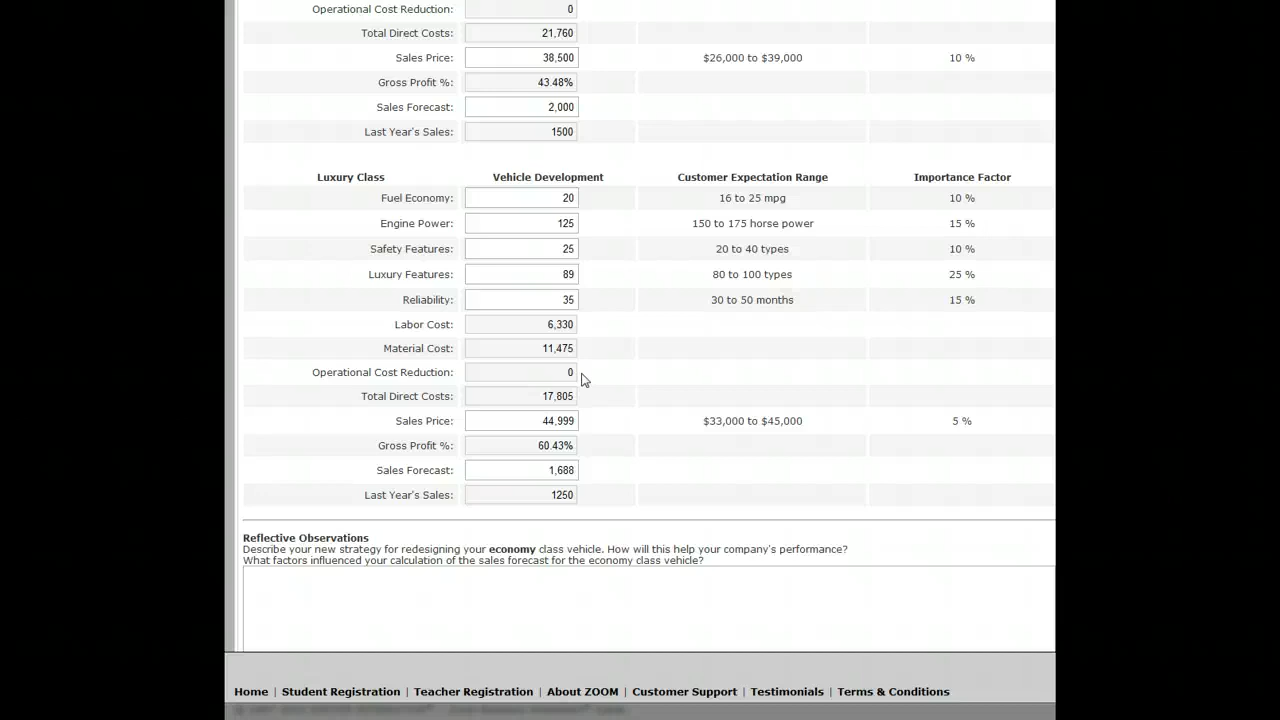 Operational Cost Reduction: 0
Total Direct Costs: 21,760
Sales Price: 38,500 $26,000 to $39,000 10 %
Gross Profit %: 43.48%
Sales Forecast: 2,000
Last Year's Sales: 1500
Luxury Class Vehicle Development Customer Expectation Range Importance Factor
Fuel Economy: 20 16 to 25 mpg 10 %
Engine Power: 125 150 to 175 horse power 15 %
Safety Features: 25 20 to 40 types 10 %
Luxury Features: 89 80 to 100 types 25 %
Reliability: 35 30 to 50 months 15 %
Labor Cost: 6,330
Material Cost: 11,475
Operational Cost Reduction: 0
Total Direct Costs: 17,805
Sales Price: 44,999 $33,000 to $45,000 5 %
Gross Profit %: 60.43%
Sales Forecast: 1,688
Last Year's Sales: 1250
Reflective Observations
Describe your new strategy for redesigning your economy class vehicle. How will this help your company's performance?
What factors influenced your calculation of the sales forecast for the economy class vehicle?
Home | Student Registration | Teacher Registration | About ZOOM | Customer Support | Testimonials | Terms & Conditions